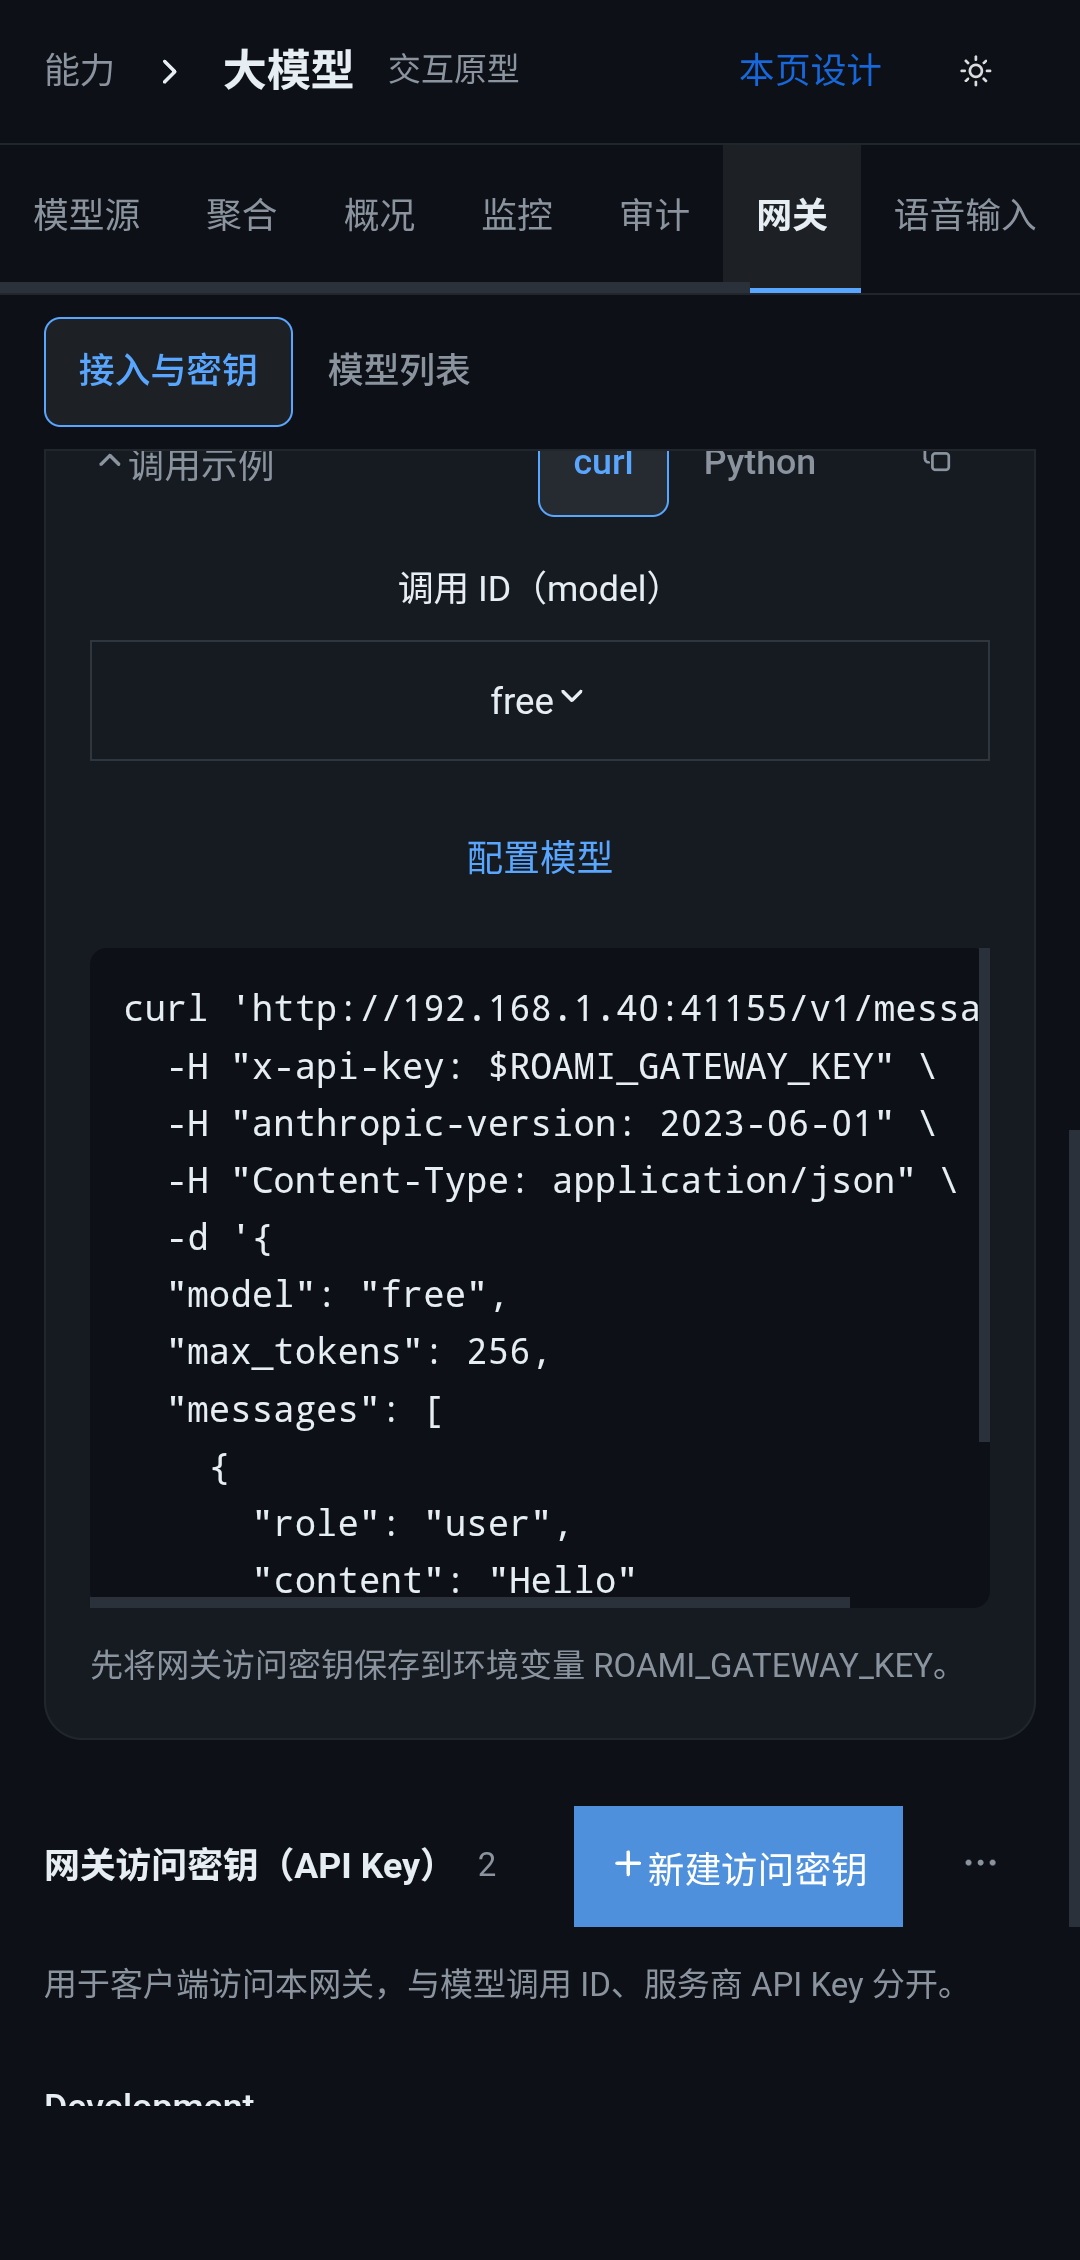 能力 > 大模型 交互原型 本页设计
模型源 聚合 概况 监控 审计 网关 语音输入
接入与密钥 模型列表
调用示例 curl Python
调用 ID（model）
free
配置模型
curl 'http://192.168.1.40:41155/v1/messa
  -H "x-api-key: $ROAMI_GATEWAY_KEY" \
  -H "anthropic-version: 2023-06-01" \
  -H "Content-Type: application/json" \
  -d '{
  "model": "free",
  "max_tokens": 256,
  "messages": [
    {
      "role": "user",
      "content": "Hello"
先将网关访问密钥保存到环境变量 ROAMI_GATEWAY_KEY。
网关访问密钥（API Key） 2 +新建访问密钥 ···
用于客户端访问本网关，与模型调用 ID、服务商 API Key 分开。
Development